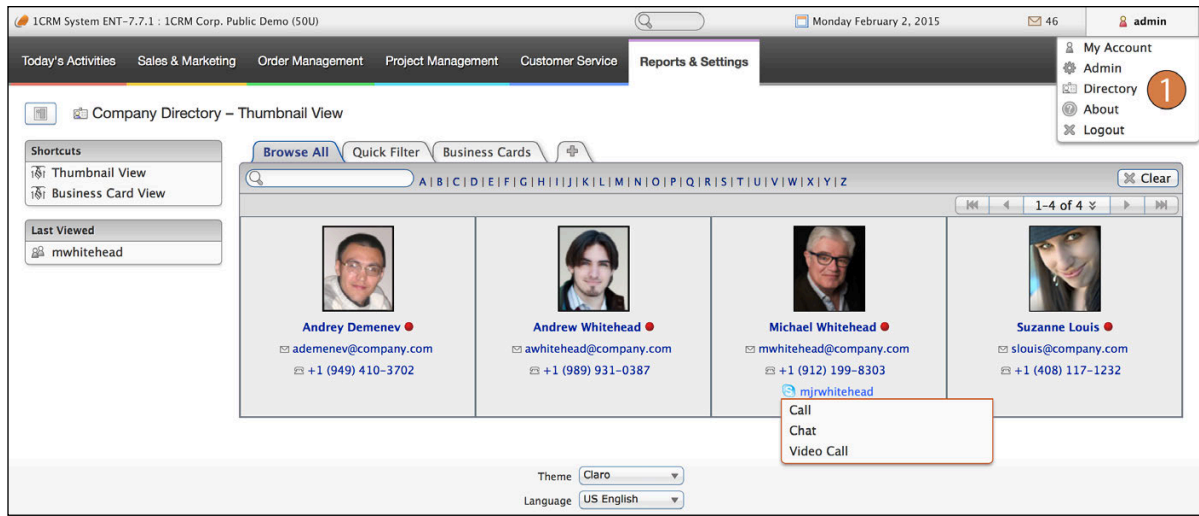 1CRM System ENT-7.7.1 : 1CRM Corp. Public Demo (50U)
Monday February 2, 2015
46
admin
Today's Activities
Sales & Marketing
Order Management
Project Management
Customer Service
Reports & Settings
My Account
Admin
Directory
About
Logout
1
Company Directory – Thumbnail View
Shortcuts
Thumbnail View
Business Card View
Last Viewed
mwhitehead
Browse All
Quick Filter
Business Cards
A | B | C | D | E | F | G | H | I | J | K | L | M | N | O | P | Q | R | S | T | U | V | W | X | Y | Z
Clear
1-4 of 4
Andrey Demenev
ademenev@company.com
+1 (949) 410-3702
Andrew Whitehead
awhitehead@company.com
+1 (989) 931-0387
Michael Whitehead
mwhitehead@company.com
+1 (912) 199-8303
mjrwhitehead
Call
Chat
Video Call
Suzanne Louis
slouis@company.com
+1 (408) 117-1232
Theme Claro
Language US English